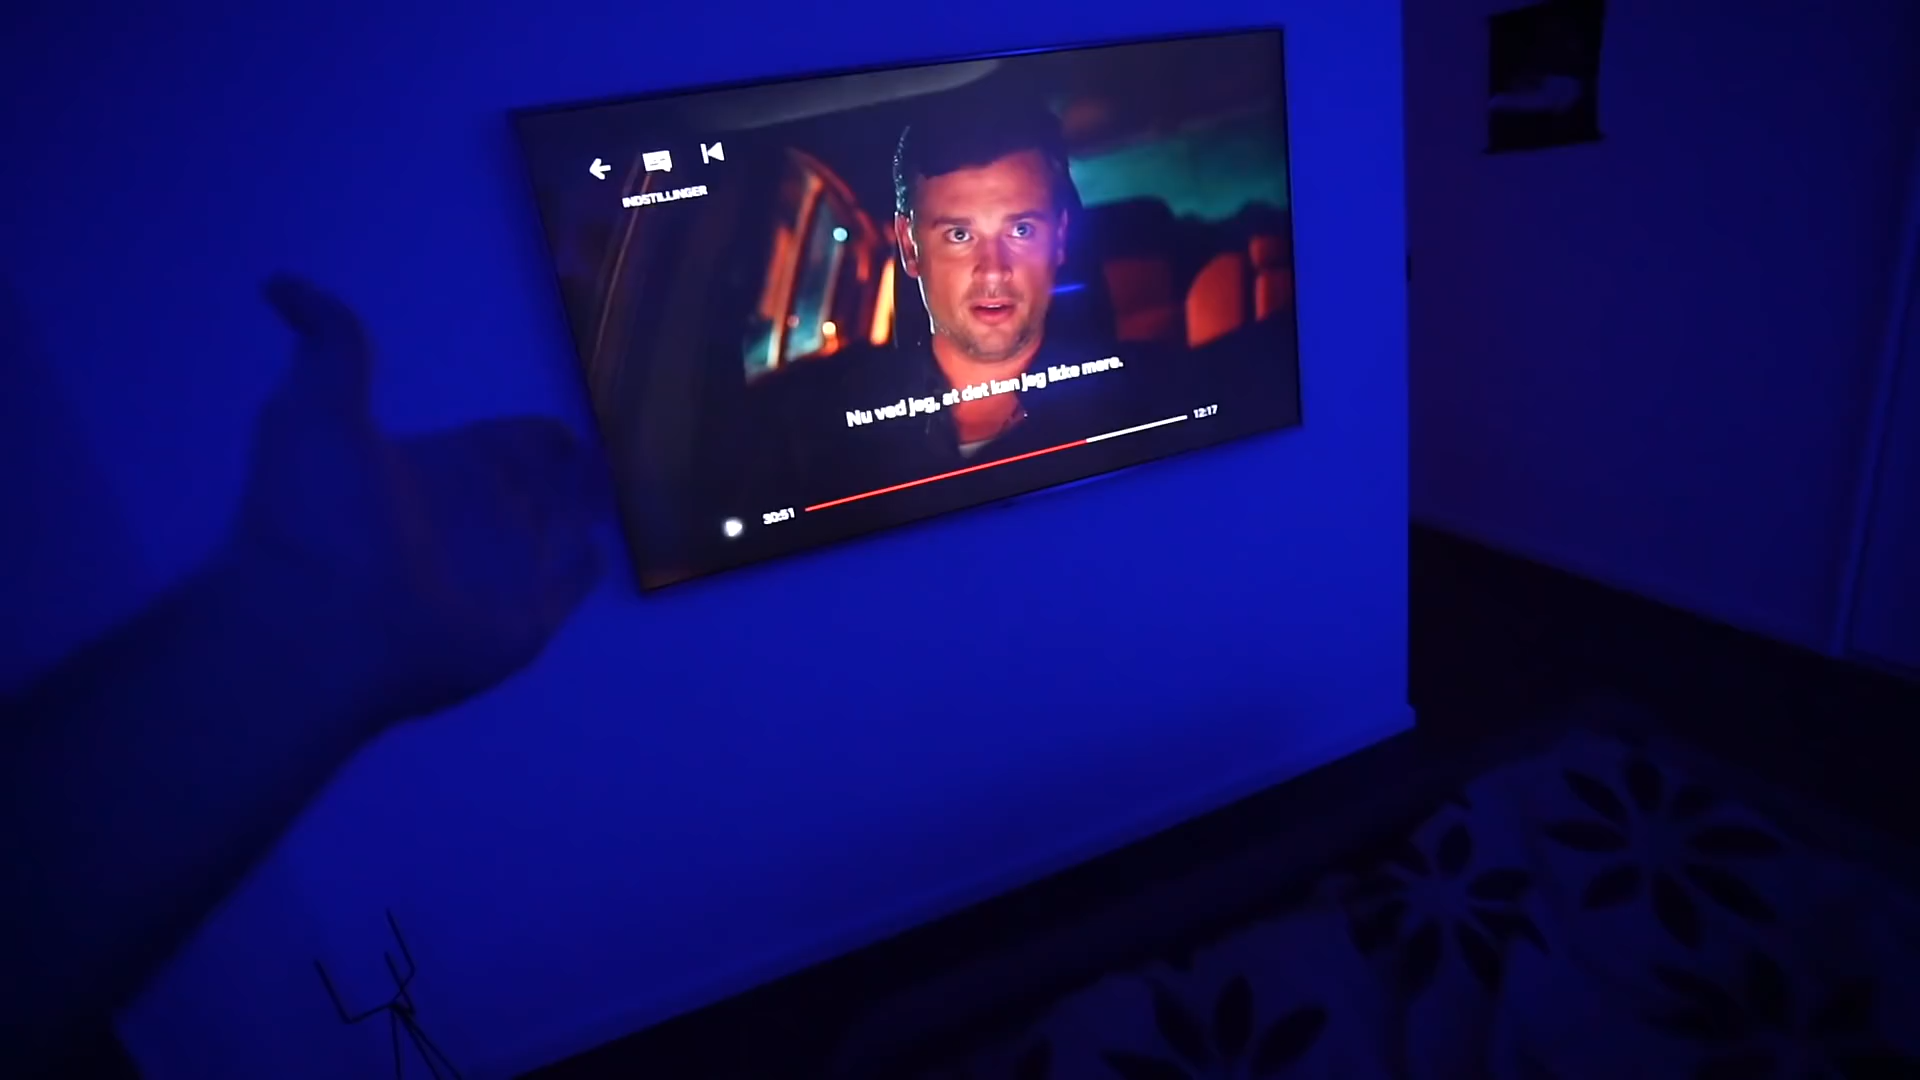 INDSTILLINGER
Nu ved jeg, at det kan jeg ikke mere.
12:17
30:51